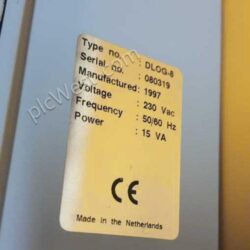 Type no. : DLOG-8
Serial no. : 080319
Manufactured: 1997
Voltage : 230 Vac
Frequency : 50/60 Hz
Power : 15 VA
CE
Made in the Netherlands